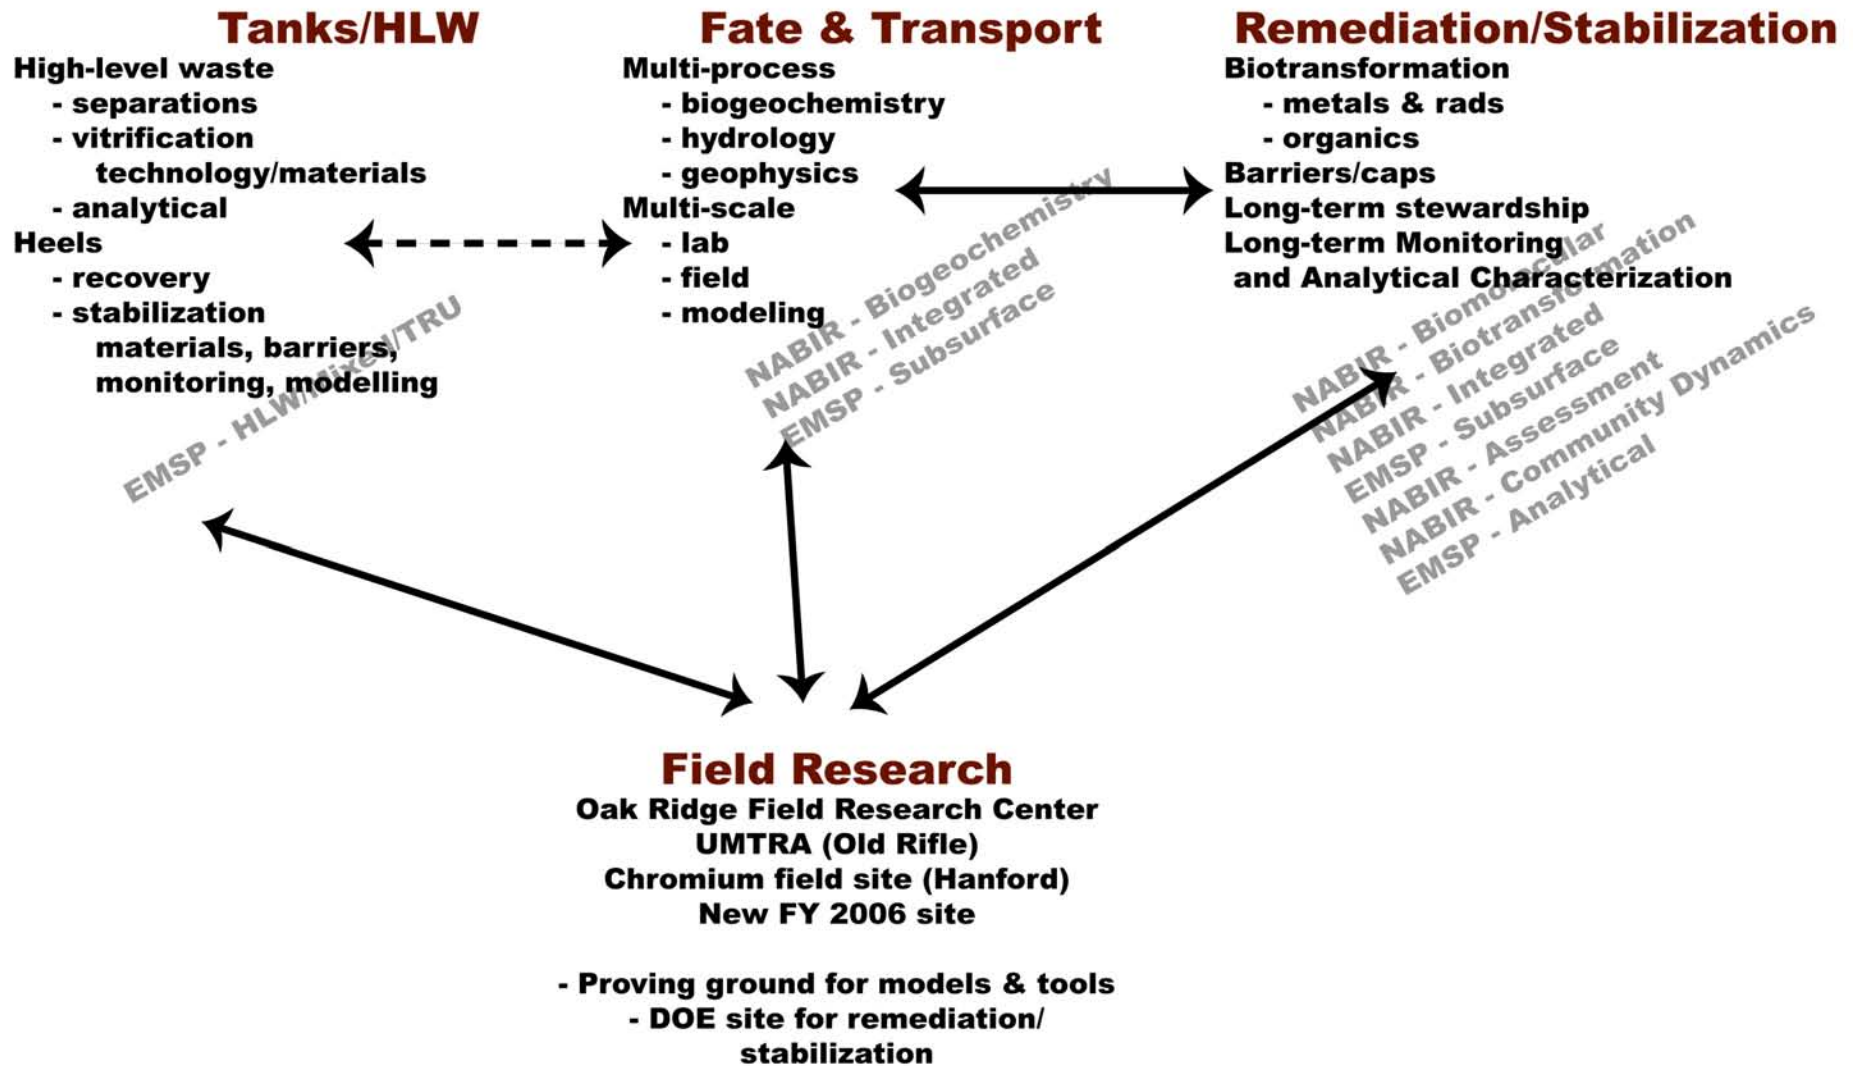 Tanks/HLW
High-level waste
- separations
- vitrification
technology/materials
- analytical
Heels
- recovery
- stabilization
materials, barriers,
monitoring, modelling
EMSP - HLW/Mixed/TRU
Fate & Transport
Multi-process
- biogeochemistry
- hydrology
- geophysics
Multi-scale
- lab
- field
- modeling
NABIR - Biogeochemistry
NABIR - Integrated
EMSP - Subsurface
Remediation/Stabilization
Biotransformation
- metals & rads
- organics
Barriers/caps
Long-term stewardship
Long-term Monitoring
and Analytical Characterization
NABIR - Biomolecular
NABIR - Biotransformation
NABIR - Integrated
EMSP - Subsurface
NABIR - Assessment
NABIR - Community Dynamics
EMSP - Analytical
Field Research
Oak Ridge Field Research Center
UMTRA (Old Rifle)
Chromium field site (Hanford)
New FY 2006 site
- Proving ground for models & tools
- DOE site for remediation/
stabilization